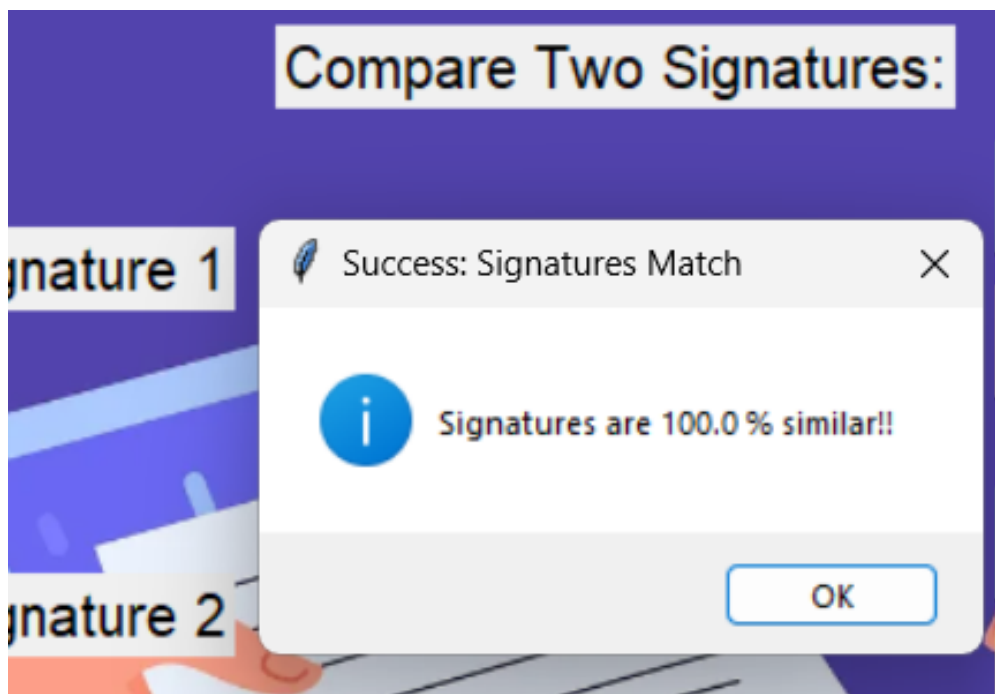 Compare Two Signatures:
gnature 1
Success: Signatures Match
Signatures are 100.0 % similar!!
OK
gnature 2